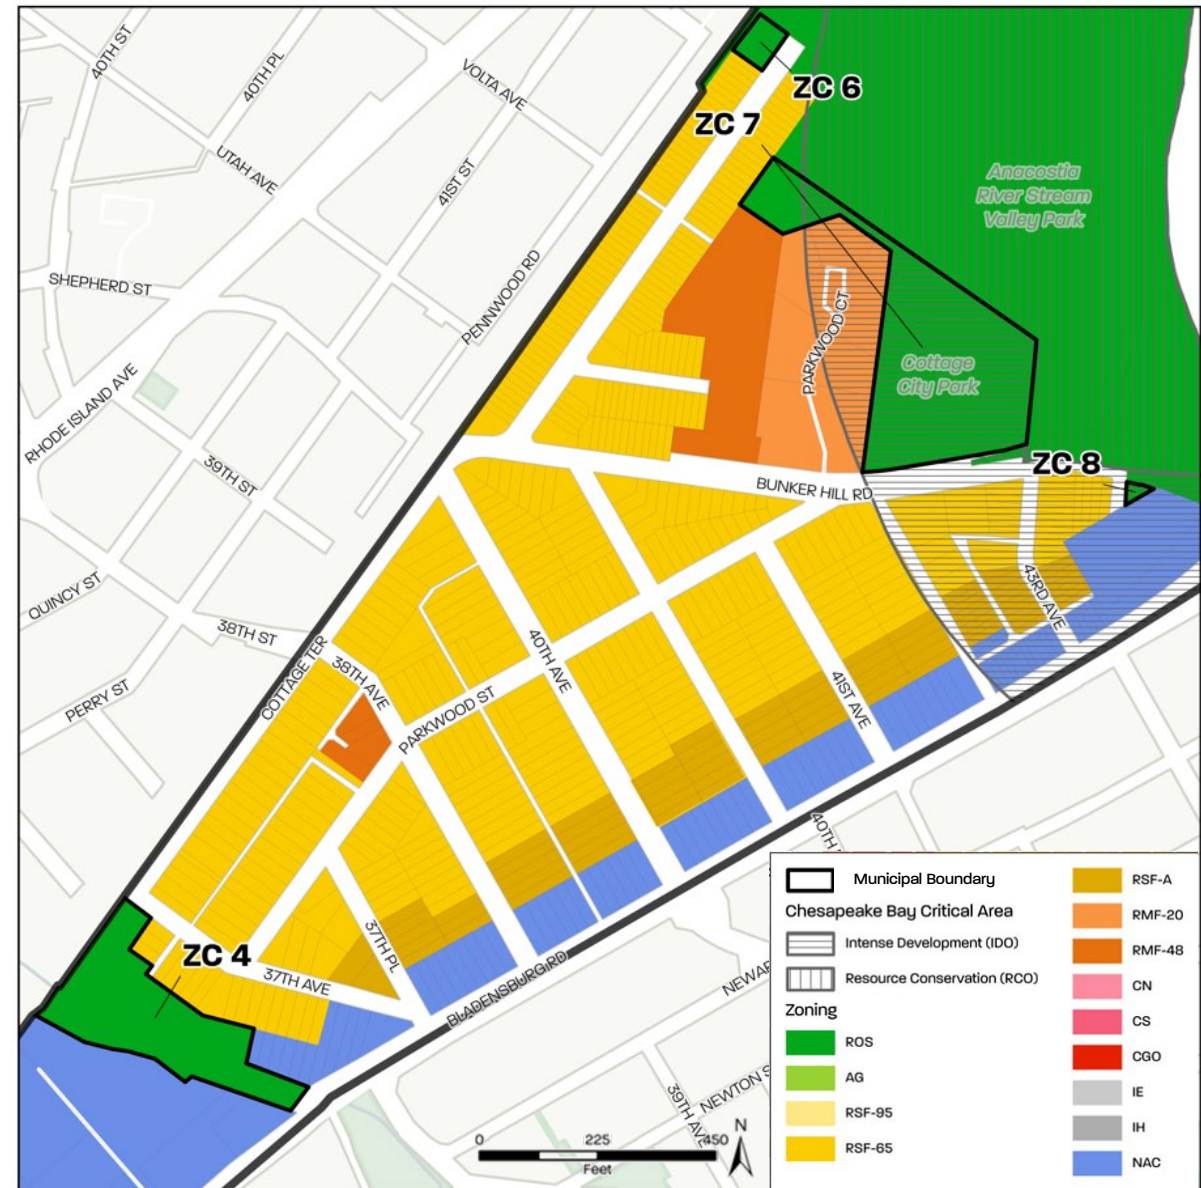 40TH ST
40TH PL
VOLTA AVE
ZC 6
ZC 7
UTAH AVE
41ST ST
Anacostia
River Stream
Valley Park
SHEPHERD ST
PENNWOOD RD
PARKWOOD CT
Cottage
City Park
RHODE ISLAND AVE
39TH ST
ZC 8
BUNKER HILL RD
QUINCY ST
38TH ST
43RD AVE
COTTAGE TER
38TH AVE
40TH AVE
PERRY ST
PARKWOOD ST
41ST AVE
40TH
ZC 4
37TH PL
37TH AVE
BLADENSBURG RD
NEWAR
39TH AVE
NEWTON S
0 225 450
Feet
N
Municipal Boundary
Chesapeake Bay Critical Area
Intense Development (IDO)
Resource Conservation (RCO)
Zoning
ROS
AG
RSF-95
RSF-65
RSF-A
RMF-20
RMF-48
CN
CS
CGO
IE
IH
NAC